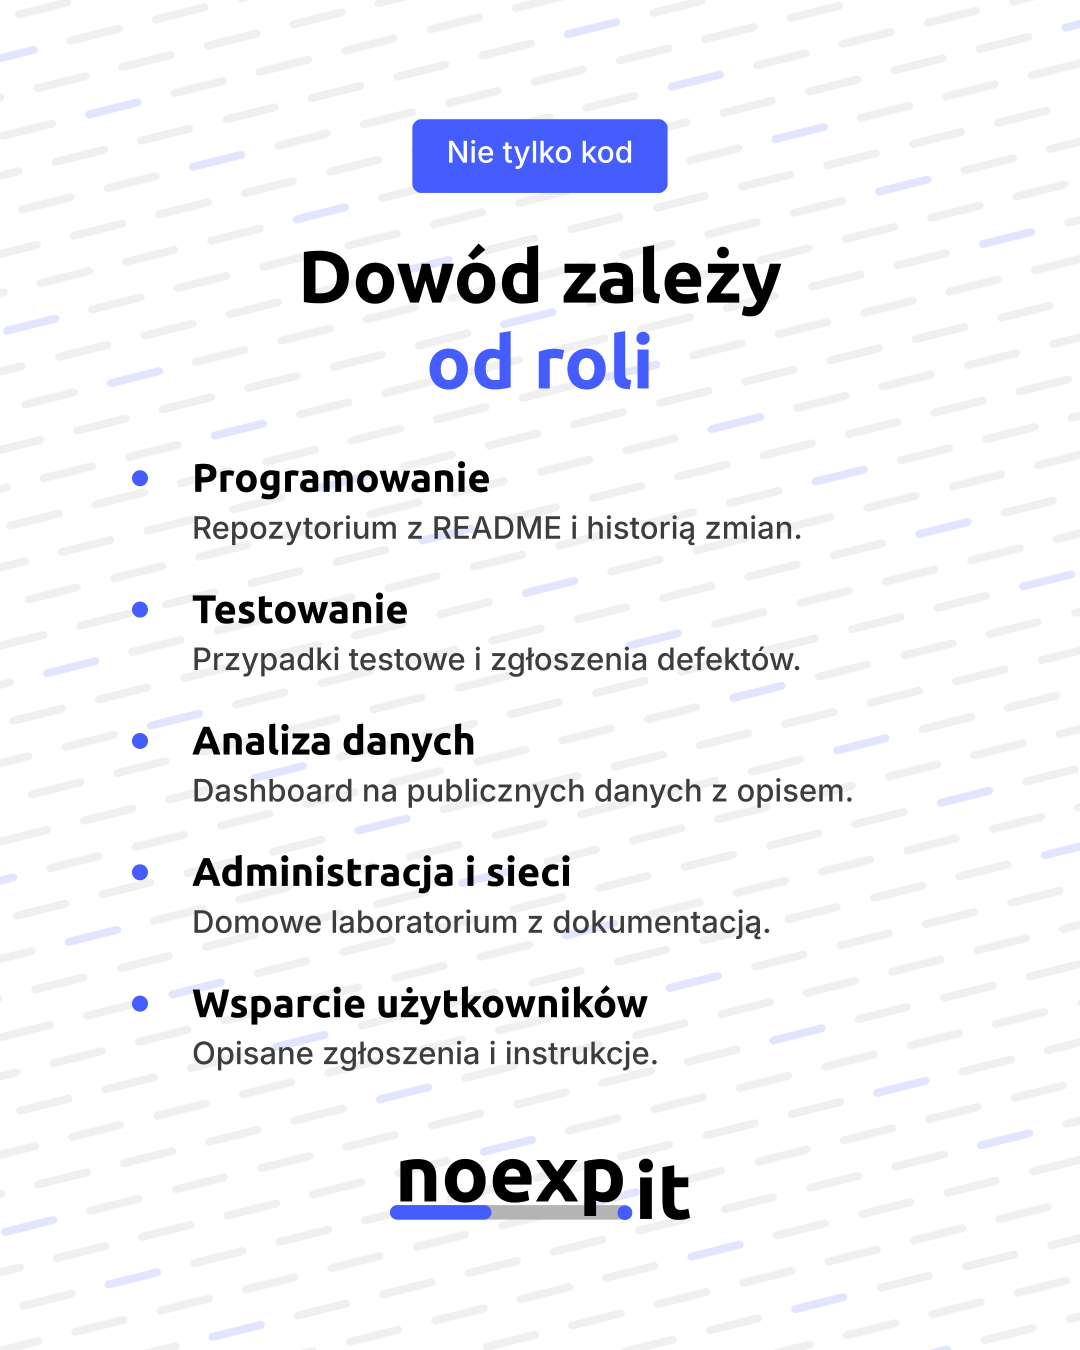 Nie tylko kod
Dowód zależy
od roli
Programowanie
Repozytorium z README i historią zmian.
Testowanie
Przypadki testowe i zgłoszenia defektów.
Analiza danych
Dashboard na publicznych danych z opisem.
Administracja i sieci
Domowe laboratorium z dokumentacją.
Wsparcie użytkowników
Opisane zgłoszenia i instrukcje.
noexp.it